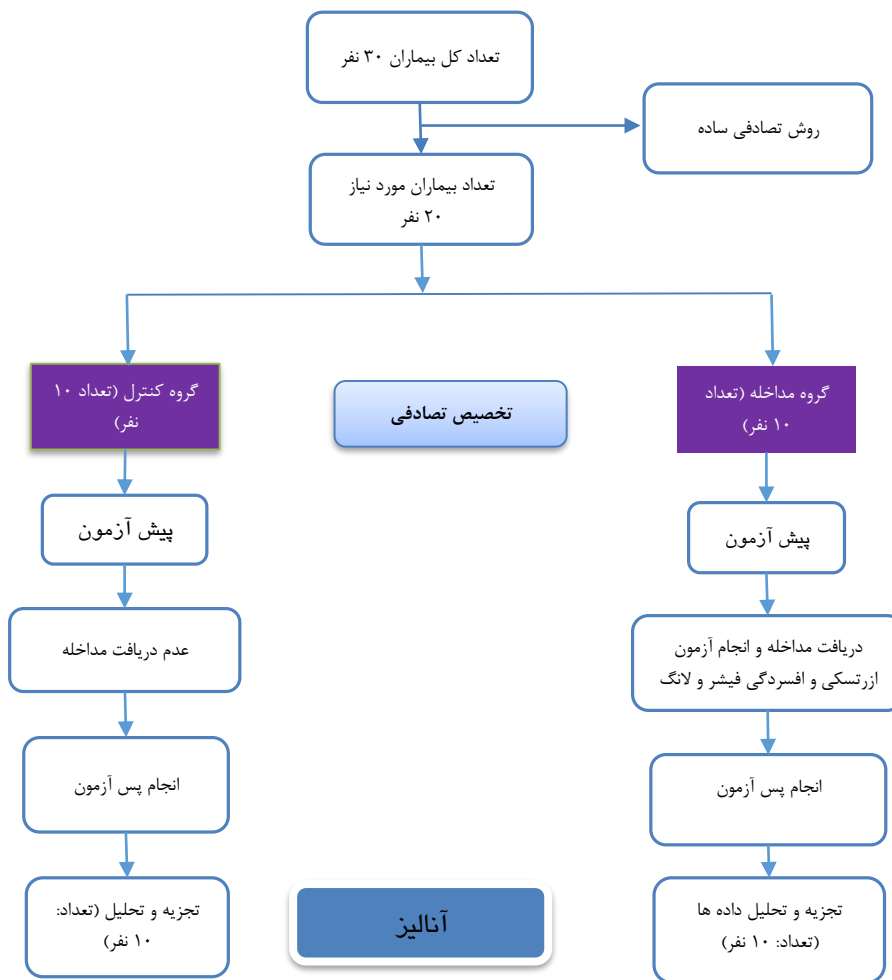 تعداد کل بیماران ۳۰ نفر
روش تصادفی ساده
تعداد بیماران مورد نیاز
۲۰ نفر
گروه مداخله (تعداد
۱۰ نفر)
تخصیص تصادفی
گروه کنترل (تعداد ۱۰
نفر)
پیش آزمون
پیش آزمون
دریافت مداخله و انجام آزمون
ازرتسکی و افسردگی فیشر و لانگ
عدم دریافت مداخله
انجام پس آزمون
انجام پس آزمون
تجزیه و تحلیل داده ها
(تعداد: ۱۰ نفر)
آنالیز
تجزیه و تحلیل (تعداد:
۱۰ نفر)